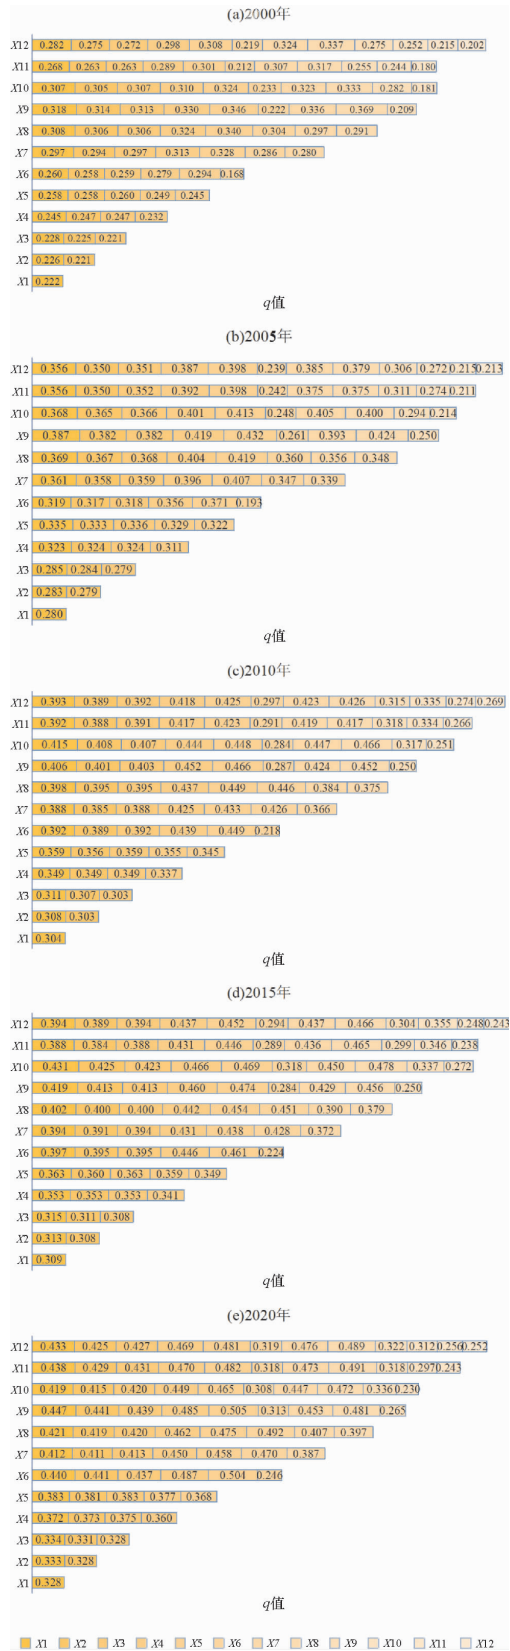 (a)2000年
X12 0.282 0.275 0.272 0.298 0.308 0.219 0.324 0.337 0.275 0.252 0.215 0.202
X11 0.268 0.263 0.263 0.289 0.301 0.212 0.307 0.317 0.255 0.244 0.180
X10 0.307 0.305 0.307 0.310 0.324 0.233 0.323 0.333 0.282 0.181
X9 0.318 0.314 0.313 0.330 0.346 0.222 0.336 0.369 0.209
X8 0.308 0.306 0.306 0.324 0.340 0.304 0.297 0.291
X7 0.297 0.294 0.297 0.313 0.328 0.286 0.280
X6 0.260 0.258 0.259 0.279 0.294 0.168
X5 0.258 0.258 0.260 0.249 0.245
X4 0.245 0.247 0.247 0.232
X3 0.228 0.225 0.221
X2 0.226 0.221
X1 0.222
q值
(b)2005年
X12 0.356 0.350 0.351 0.387 0.398 0.239 0.385 0.379 0.306 0.272 0.215 0.213
X11 0.356 0.350 0.352 0.392 0.398 0.242 0.375 0.375 0.311 0.274 0.211
X10 0.368 0.365 0.366 0.401 0.413 0.248 0.405 0.400 0.294 0.214
X9 0.387 0.382 0.382 0.419 0.432 0.261 0.393 0.424 0.250
X8 0.369 0.367 0.368 0.404 0.419 0.360 0.356 0.348
X7 0.361 0.358 0.359 0.396 0.407 0.347 0.339
X6 0.319 0.317 0.318 0.356 0.371 0.193
X5 0.335 0.333 0.336 0.329 0.322
X4 0.323 0.324 0.324 0.311
X3 0.285 0.284 0.279
X2 0.283 0.279
X1 0.280
q值
(c)2010年
X12 0.393 0.389 0.392 0.418 0.425 0.297 0.423 0.426 0.315 0.335 0.274 0.269
X11 0.392 0.388 0.391 0.417 0.423 0.291 0.419 0.417 0.318 0.334 0.266
X10 0.415 0.408 0.407 0.444 0.448 0.284 0.447 0.466 0.317 0.251
X9 0.406 0.401 0.403 0.452 0.466 0.287 0.424 0.452 0.250
X8 0.398 0.395 0.395 0.437 0.449 0.446 0.384 0.375
X7 0.388 0.385 0.388 0.425 0.433 0.426 0.366
X6 0.392 0.389 0.392 0.439 0.449 0.218
X5 0.359 0.356 0.359 0.355 0.345
X4 0.349 0.349 0.349 0.337
X3 0.311 0.307 0.303
X2 0.308 0.303
X1 0.304
q值
(d)2015年
X12 0.394 0.389 0.394 0.437 0.452 0.294 0.437 0.466 0.304 0.355 0.248 0.243
X11 0.388 0.384 0.388 0.431 0.446 0.289 0.436 0.465 0.299 0.346 0.238
X10 0.431 0.425 0.423 0.466 0.469 0.318 0.450 0.478 0.337 0.272
X9 0.419 0.413 0.413 0.460 0.474 0.284 0.429 0.456 0.250
X8 0.402 0.400 0.400 0.442 0.454 0.451 0.390 0.379
X7 0.394 0.391 0.394 0.431 0.438 0.428 0.372
X6 0.397 0.395 0.395 0.446 0.461 0.224
X5 0.363 0.360 0.363 0.359 0.349
X4 0.353 0.353 0.353 0.341
X3 0.315 0.311 0.308
X2 0.313 0.308
X1 0.309
q值
(e)2020年
X12 0.433 0.425 0.427 0.469 0.481 0.319 0.476 0.489 0.322 0.312 0.256 0.252
X11 0.438 0.429 0.431 0.470 0.482 0.318 0.473 0.491 0.318 0.297 0.243
X10 0.419 0.415 0.420 0.449 0.465 0.308 0.447 0.472 0.336 0.230
X9 0.447 0.441 0.439 0.485 0.505 0.313 0.453 0.481 0.265
X8 0.421 0.419 0.420 0.462 0.475 0.492 0.407 0.397
X7 0.412 0.411 0.413 0.450 0.458 0.470 0.387
X6 0.440 0.441 0.437 0.487 0.504 0.246
X5 0.383 0.381 0.383 0.377 0.368
X4 0.372 0.373 0.375 0.360
X3 0.334 0.331 0.328
X2 0.333 0.328
X1 0.328
q值
X1 X2 X3 X4 X5 X6 X7 X8 X9 X10 X11 X12